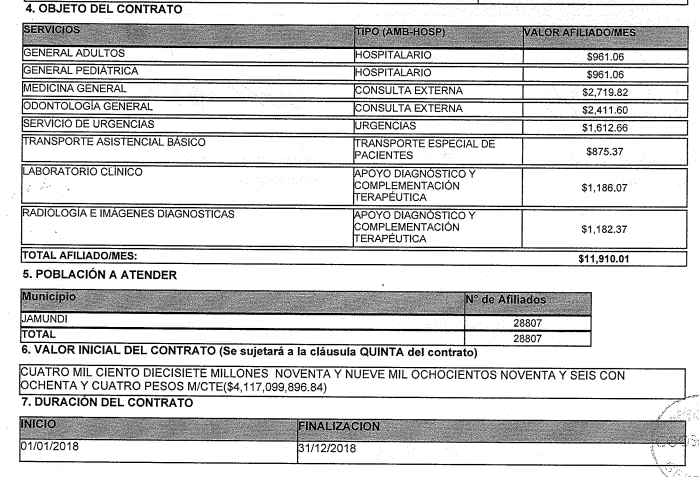 4. OBJETO DEL CONTRATO
SERVICIOS TIPO (AMB-HOSP) VALOR AFILIADO/MES
GENERAL ADULTOS HOSPITALARIO $961.06
GENERAL PEDIÁTRICA HOSPITALARIO $961.06
MEDICINA GENERAL CONSULTA EXTERNA $2,719.82
ODONTOLOGÍA GENERAL CONSULTA EXTERNA $2,411.60
SERVICIO DE URGENCIAS URGENCIAS $1,612.66
TRANSPORTE ASISTENCIAL BÁSICO TRANSPORTE ESPECIAL DE
PACIENTES $875.37
LABORATORIO CLÍNICO APOYO DIAGNÓSTICO Y
COMPLEMENTACIÓN
TERAPÉUTICA $1,186.07
RADIOLOGÍA E IMÁGENES DIAGNOSTICAS APOYO DIAGNÓSTICO Y
COMPLEMENTACIÓN
TERAPÉUTICA $1,182.37
TOTAL AFILIADO/MES: $11,910.01
5. POBLACIÓN A ATENDER
Municipio N° de Afiliados
JAMUNDI 28807
TOTAL 28807
6. VALOR INICIAL DEL CONTRATO (Se sujetará a la cláusula QUINTA del contrato)
CUATRO MIL CIENTO DIECISIETE MILLONES NOVENTA Y NUEVE MIL OCHOCIENTOS NOVENTA Y SEIS CON
OCHENTA Y CUATRO PESOS M/CTE($4,117,099,896.84)
7. DURACIÓN DEL CONTRATO
INICIO FINALIZACION
01/01/2018 31/12/2018